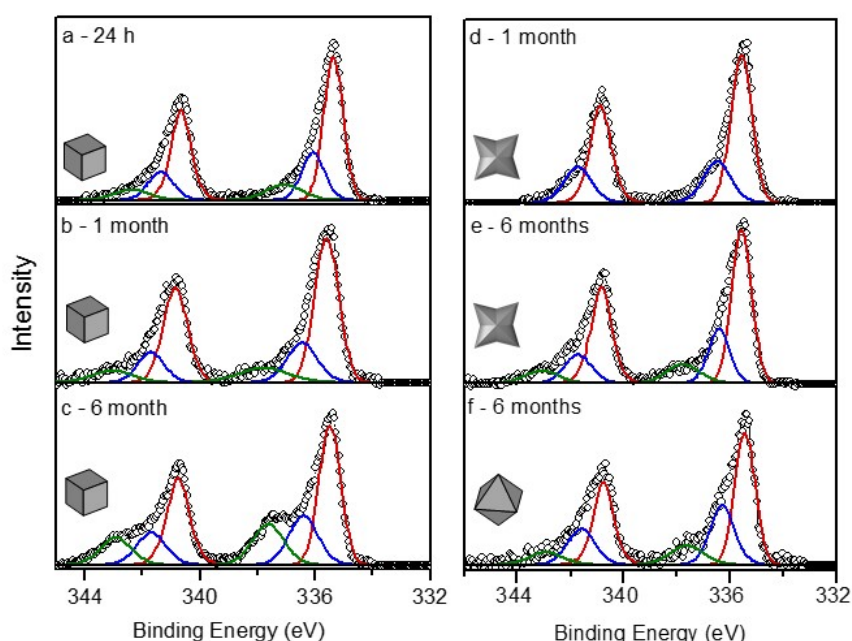 a - 24 h
b - 1 month
c - 6 month
Intensity
344
340
336
332
Binding Energy (eV)
d - 1 month
e - 6 months
f - 6 months
344
340
336
332
Binding Energy (eV)